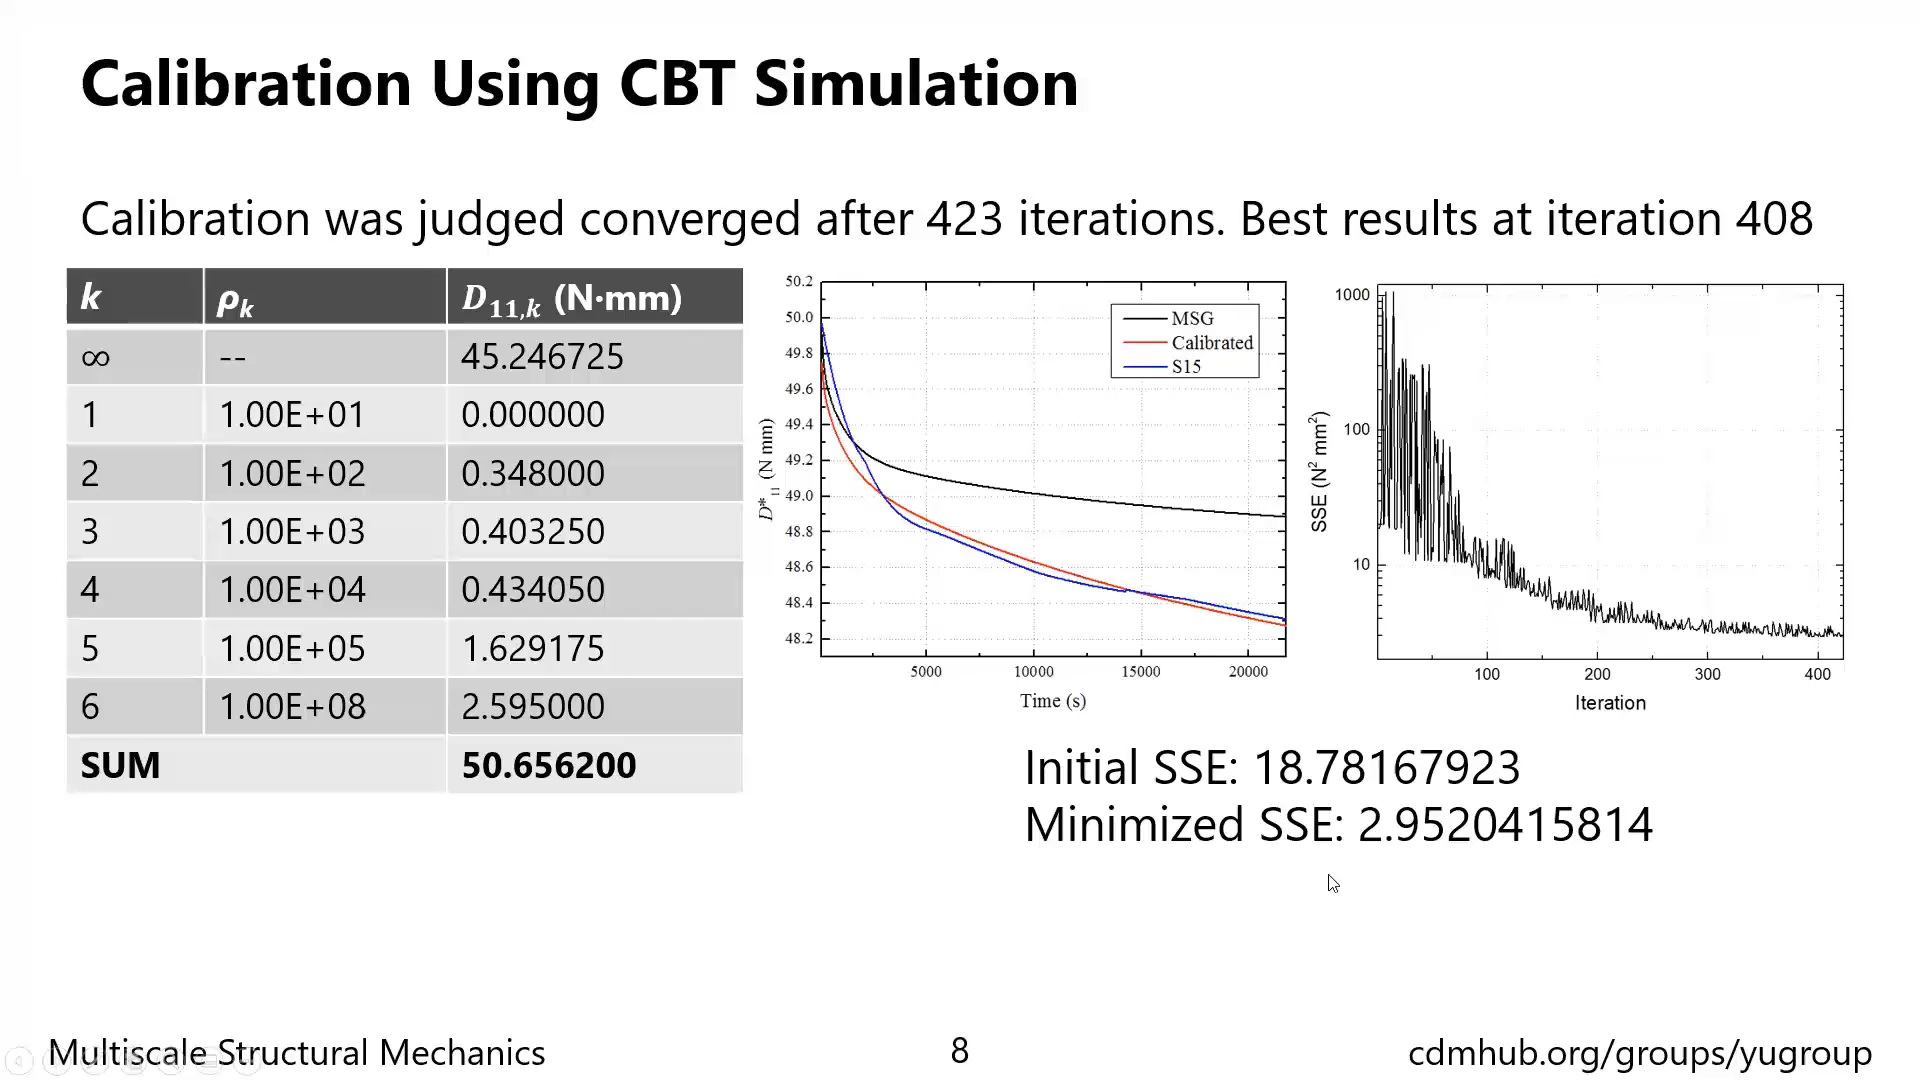 Calibration Using CBT Simulation
Calibration was judged converged after 423 iterations. Best results at iteration 408
k ρk D11,k (N·mm)
∞ -- 45.246725
1 1.00E+01 0.000000
2 1.00E+02 0.348000
3 1.00E+03 0.403250
4 1.00E+04 0.434050
5 1.00E+05 1.629175
6 1.00E+08 2.595000
SUM 50.656200
50.2
50.0
49.8
49.6
49.4
49.2
49.0
48.8
48.6
48.4
48.2
D*11 (N mm)
MSG
Calibrated
S15
5000 10000 15000 20000
Time (s)
1000
100
10
SSE (N² mm²)
100 200 300 400
Iteration
Initial SSE: 18.78167923
Minimized SSE: 2.9520415814
Multiscale Structural Mechanics
8
cdmhub.org/groups/yugroup